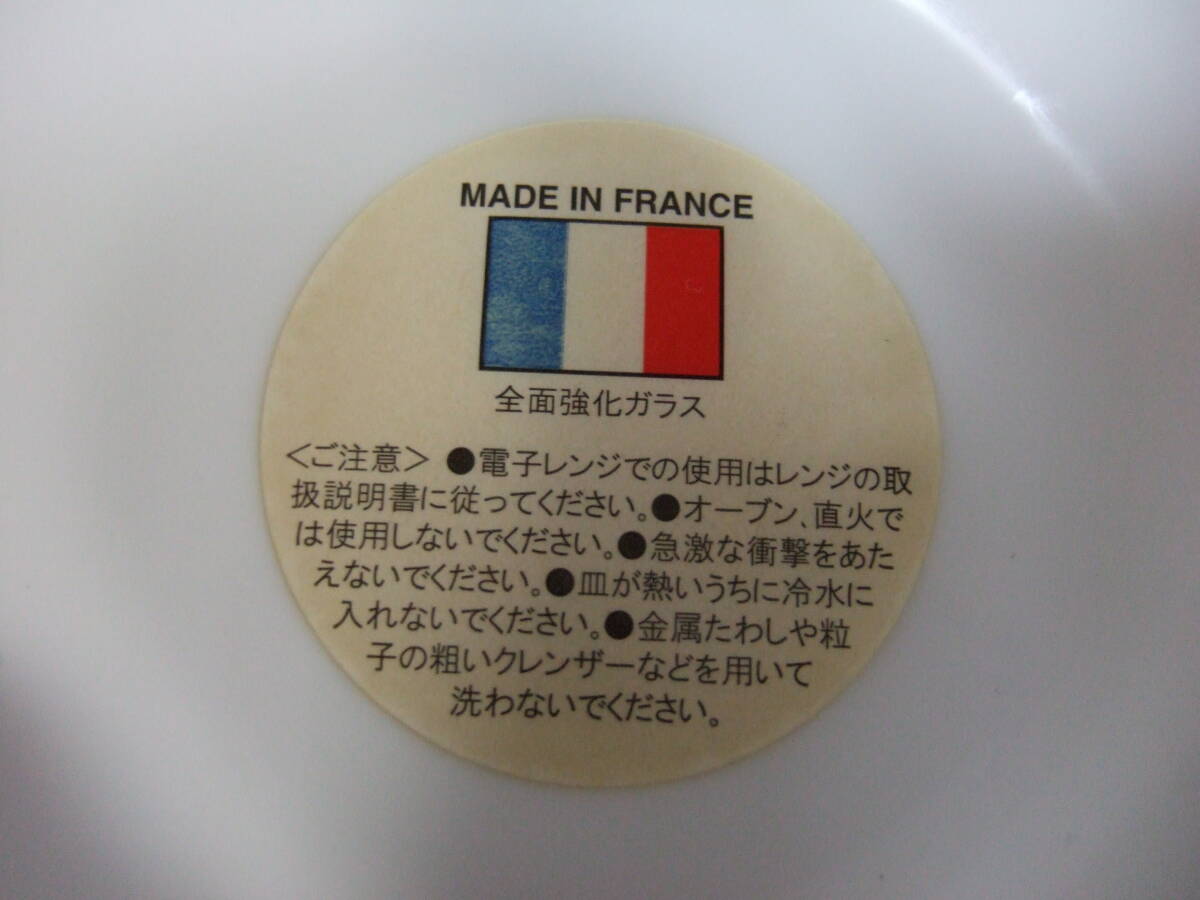 MADE IN FRANCE
全面強化ガラス
<ご注意> ●電子レンジでの使用はレンジの取
扱説明書に従ってください。●オーブン、直火で
は使用しないでください。●急激な衝撃をあた
えないでください。●皿が熱いうちに冷水に
入れないでください。●金属たわしや粒
子の粗いクレンザーなどを用いて
洗わないでください。